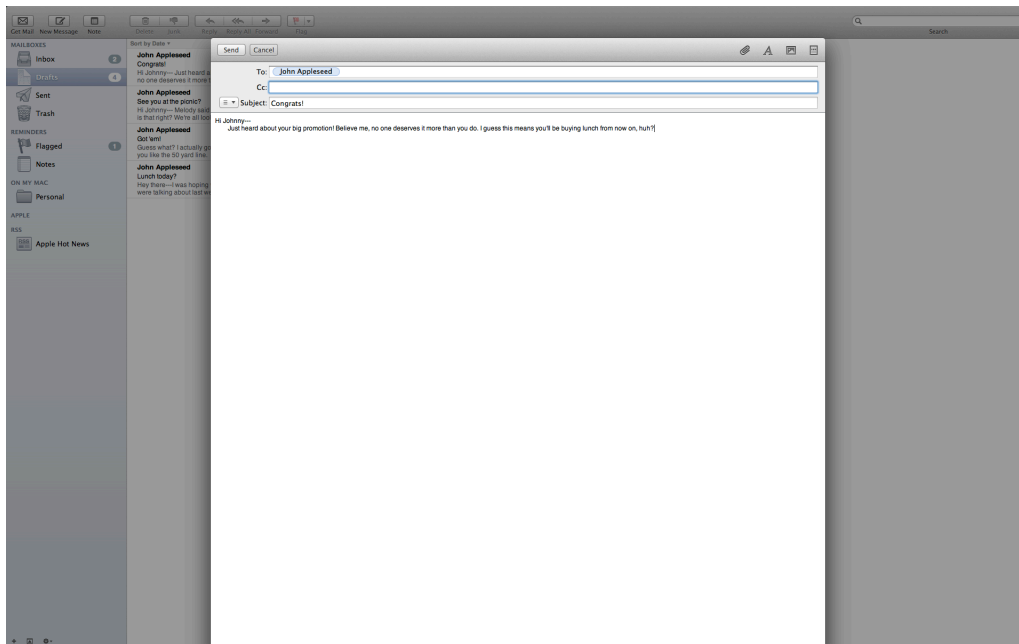 Get Mail New Message Note
Delete Junk Reply Reply All Forward Flag
Search
MAILBOXES
Inbox 2
Drafts 4
Sent
Trash
REMINDERS
Flagged 1
Notes
ON MY MAC
Personal
APPLE
RSS
Apple Hot News
Sort by Date
John Appleseed
Congrats!
Hi Johnny--- Just heard a
no one deserves it more t
John Appleseed
See you at the picnic?
Hi Johnny--- Melody said
is that right? We're all loo
John Appleseed
Got 'em!
Guess what? I actually go
you like the 50 yard line.
John Appleseed
Lunch today?
Hey there---I was hoping
were talking about last we
Send Cancel
To: John Appleseed
Cc:
Subject: Congrats!
Hi Johnny---
Just heard about your big promotion! Believe me, no one deserves it more than you do. I guess this means you'll be buying lunch from now on, huh?